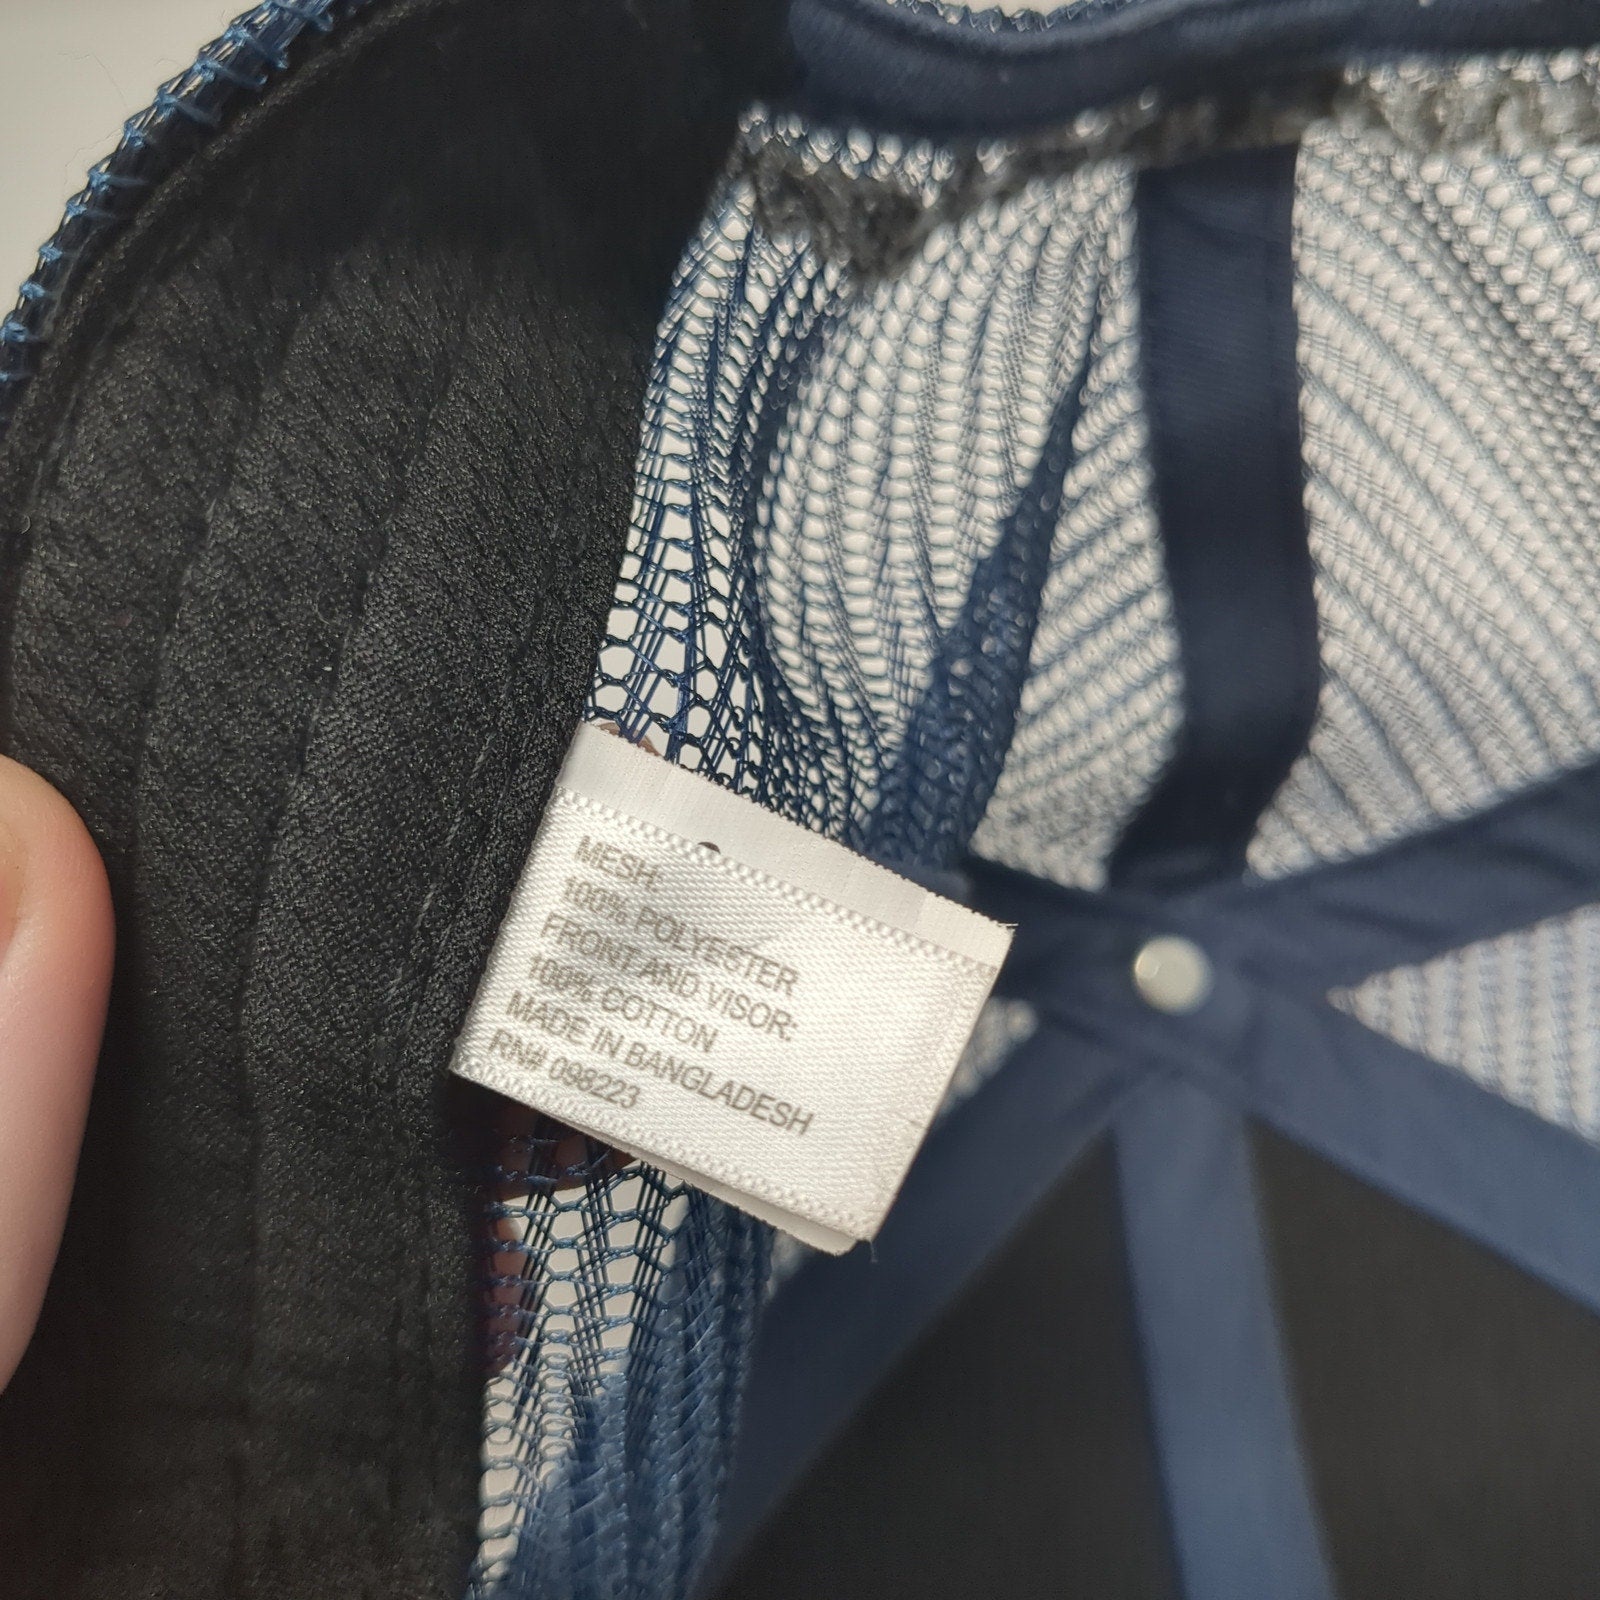 MESH:
100% POLYESTER
FRONT AND VISOR:
100% COTTON
MADE IN BANGLADESH
RN# 098223